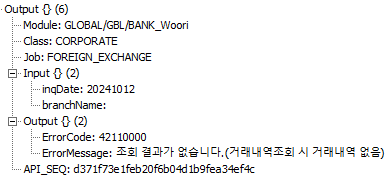 Output {} (6)
Module: GLOBAL/GBL/BANK_Woori
Class: CORPORATE
Job: FOREIGN_EXCHANGE
Input {} (2)
inqDate: 20241012
branchName:
Output {} (2)
ErrorCode: 42110000
ErrorMessage: 조회 결과가 없습니다.(거래내역조회 시 거래내역 없음)
API_SEQ: d371f73e1feb20f6b04d1b9fea34ef4c